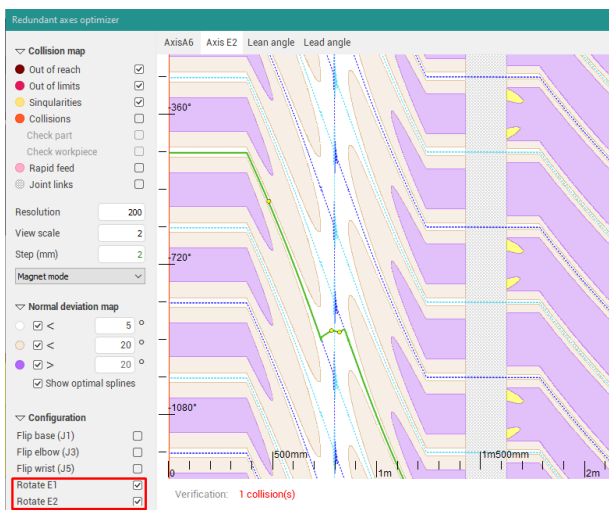 Redundant axes optimizer
Collision map
Out of reach
Out of limits
Singularities
Collisions
Check part
Check workpiece
Rapid feed
Joint links
Resolution 200
View scale 2
Step (mm) 2
Magnet mode
Normal deviation map
< 5 °
< 20 °
> 20 °
Show optimal splines
Configuration
Flip base (J1)
Flip elbow (J3)
Flip wrist (J5)
Rotate E1
Rotate E2
AxisA6 Axis E2 Lean angle Lead angle
-360°
-720°
-1080°
0 500mm 1m 1m500mm 2m
Verification: 1 collision(s)